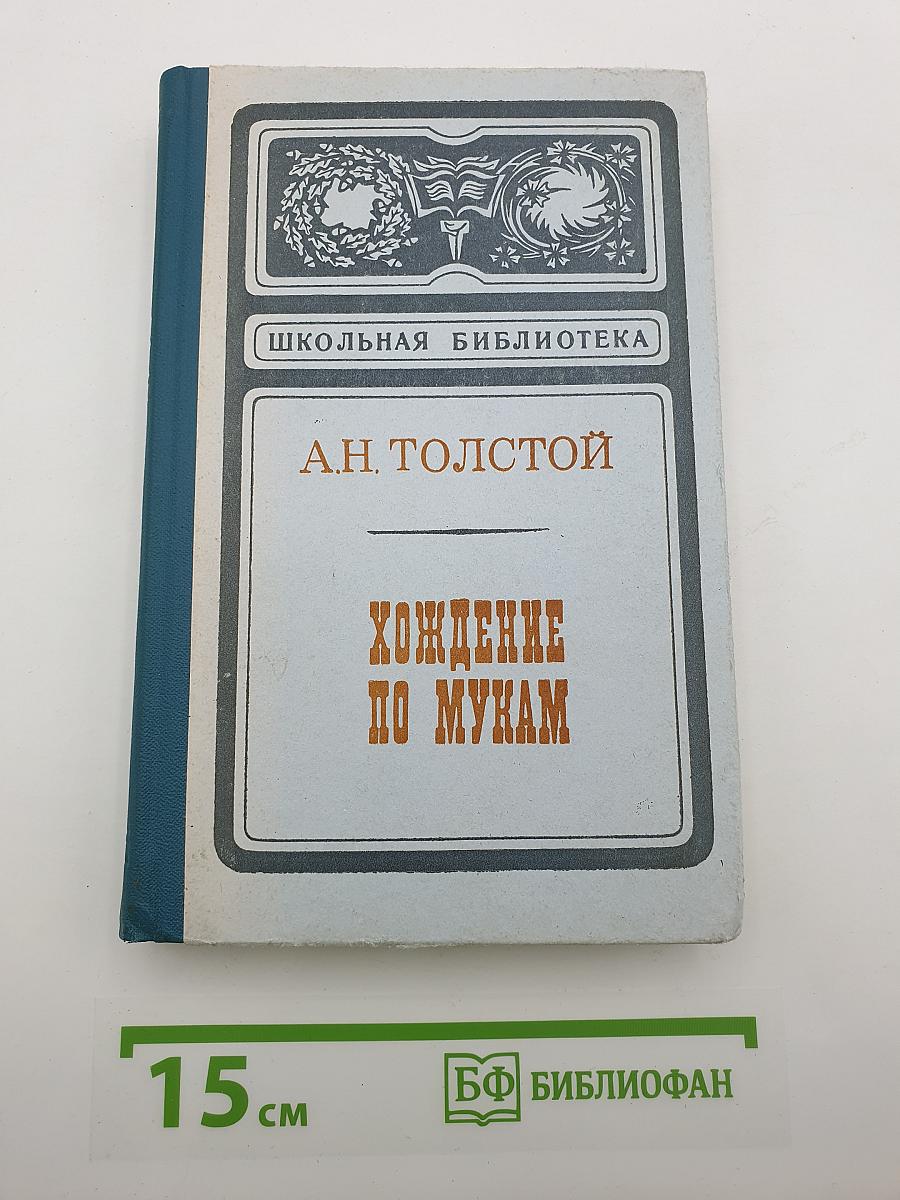 ШКОЛЬНАЯ БИБЛИОТЕКА
А.Н. ТОЛСТОЙ
ХОЖДЕНИЕ
ПО МУКАМ
15 см
БФ БИБЛИОФАН